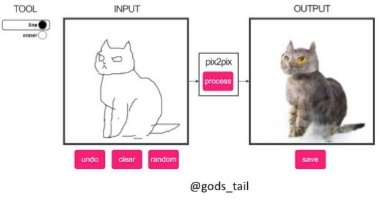 TOOL
INPUT
OUTPUT
line
eraser
pix2pix
process
undo
clear
random
save
@gods_tail